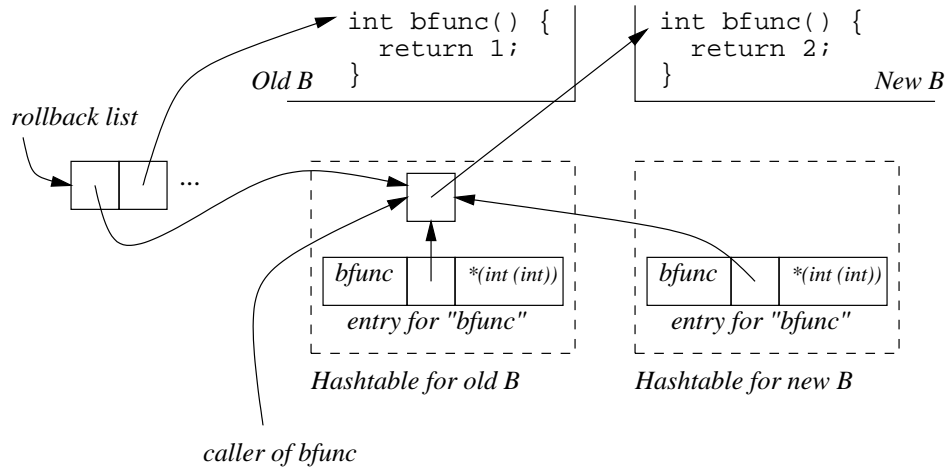 int bfunc() {
  return 1;
}
Old B
int bfunc() {
  return 2;
}
New B
rollback list
...
bfunc *(int (int))
entry for "bfunc"
Hashtable for old B
bfunc *(int (int))
entry for "bfunc"
Hashtable for new B
caller of bfunc